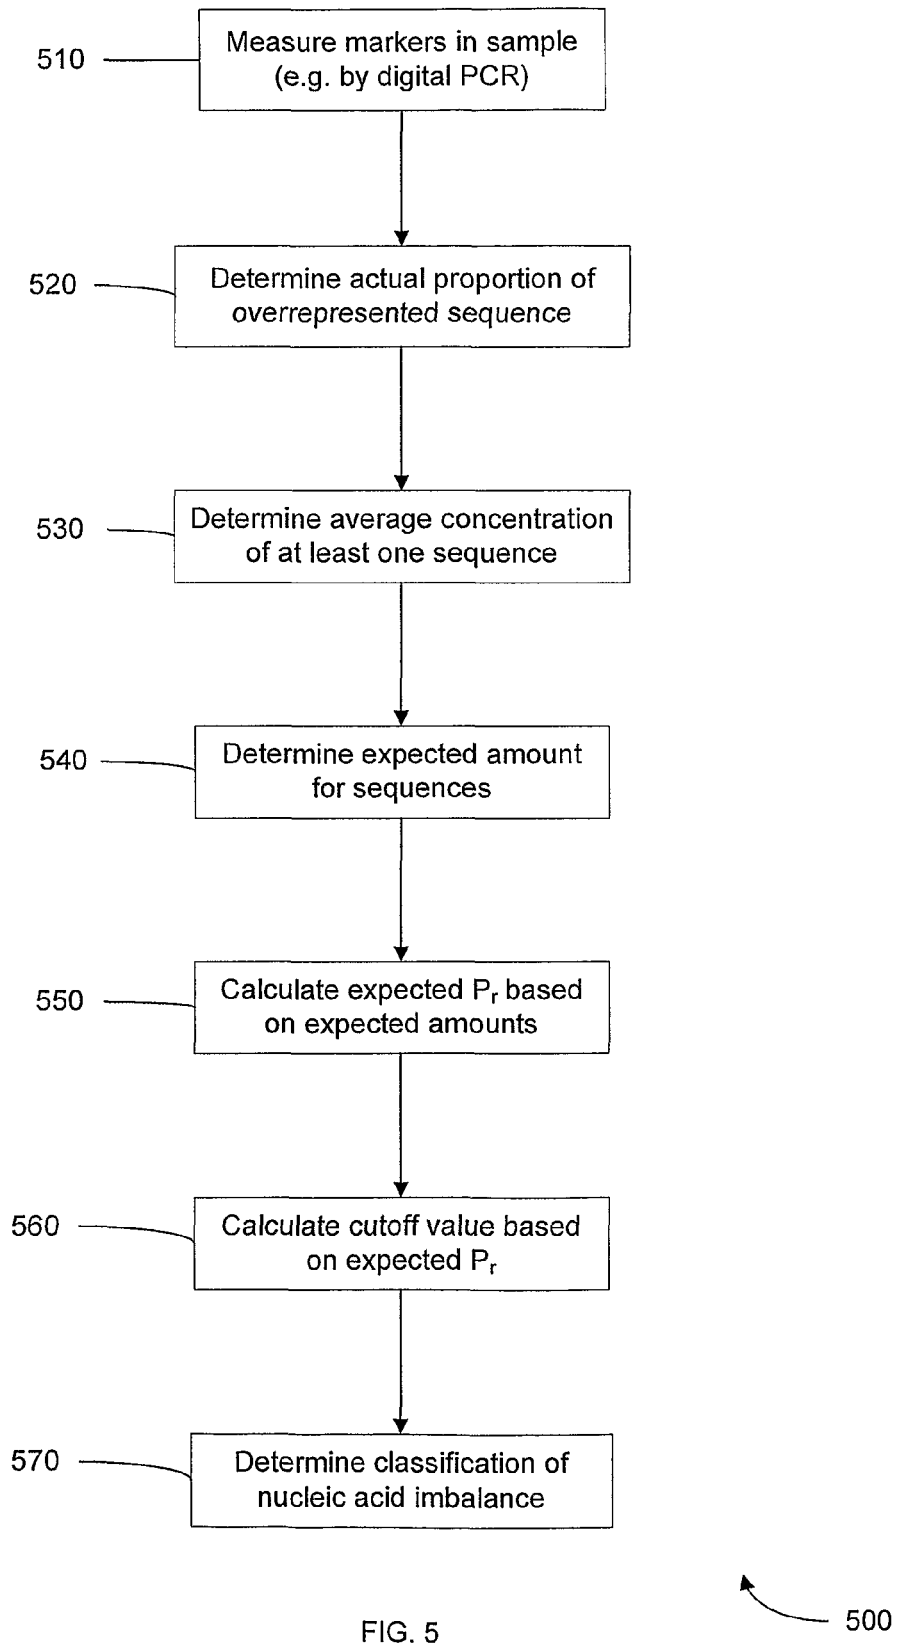 510
Measure markers in sample
(e.g. by digital PCR)
520
Determine actual proportion of
overrepresented sequence
530
Determine average concentration
of at least one sequence
540
Determine expected amount
for sequences
550
Calculate expected Pr based
on expected amounts
560
Calculate cutoff value based
on expected Pr
570
Determine classification of
nucleic acid imbalance
500
FIG. 5